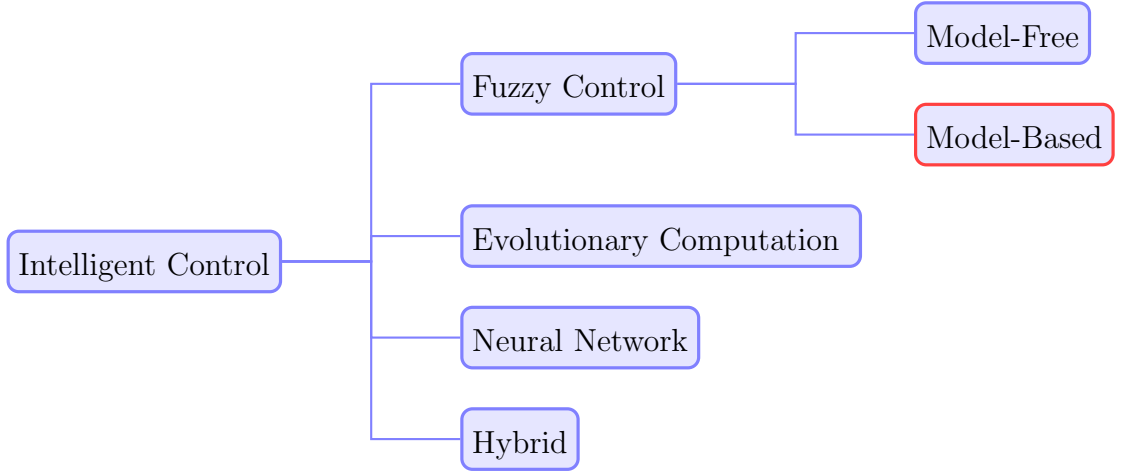 Model-Free
Fuzzy Control
Model-Based
Evolutionary Computation
Intelligent Control
Neural Network
Hybrid